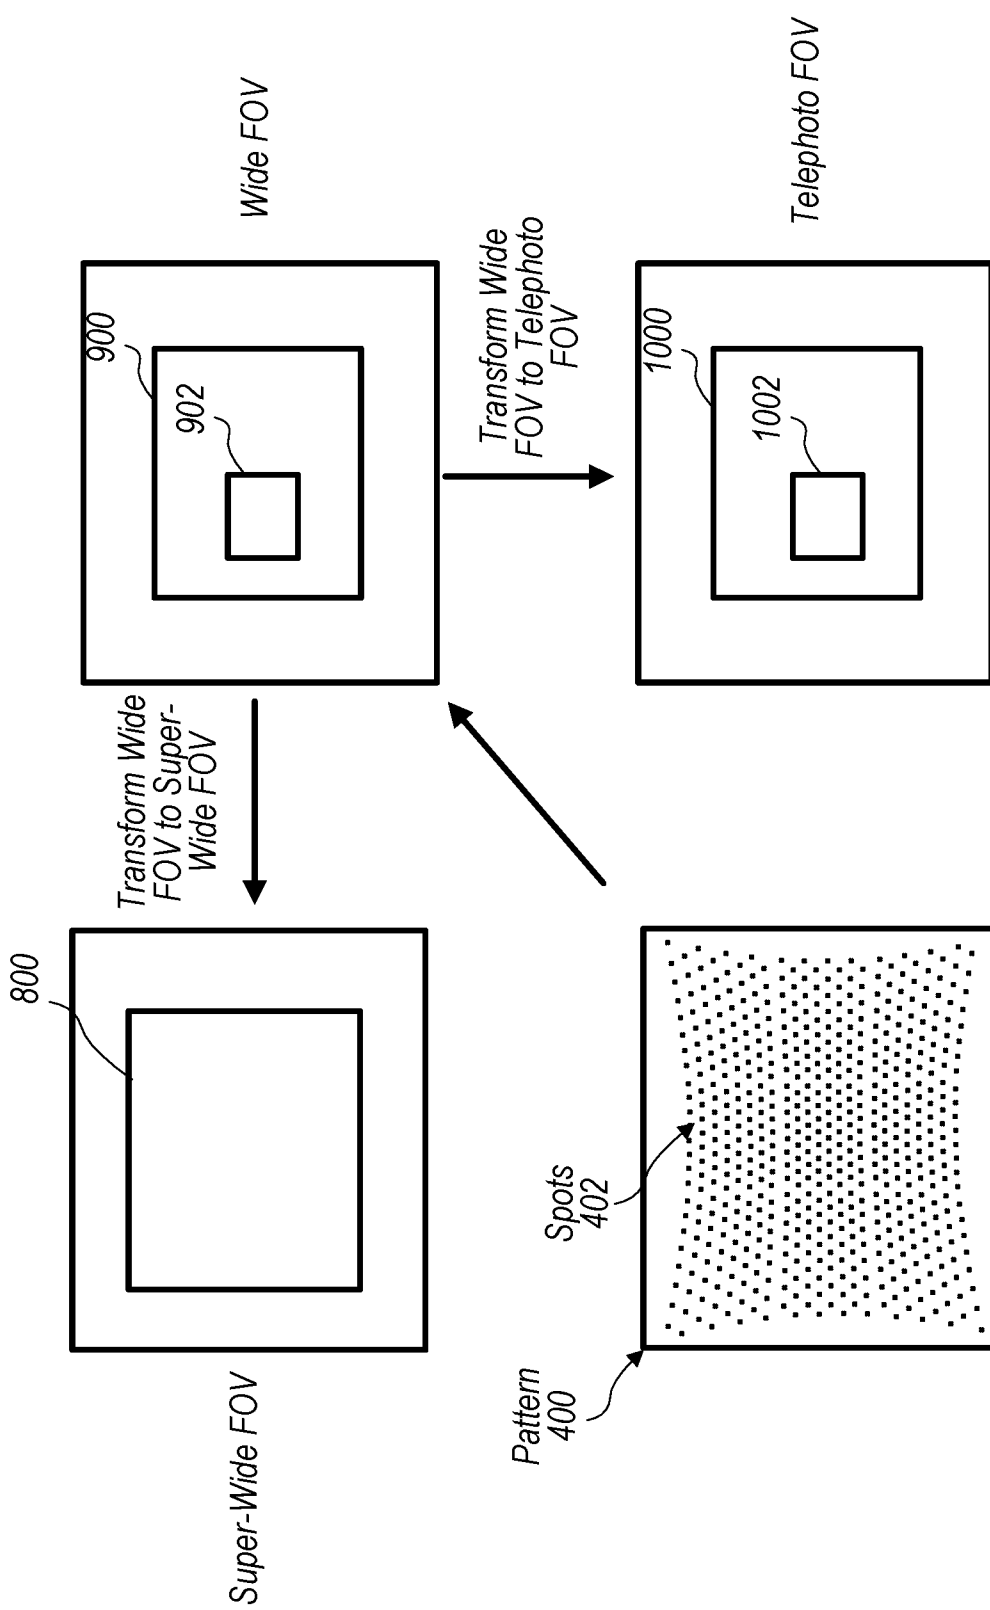 Super-Wide FOV
800
Transform Wide
FOV to Super-
Wide FOV
Wide FOV
900
902
Pattern
400
Spots
402
Transform Wide
FOV to Telephoto
FOV
Telephoto FOV
1000
1002